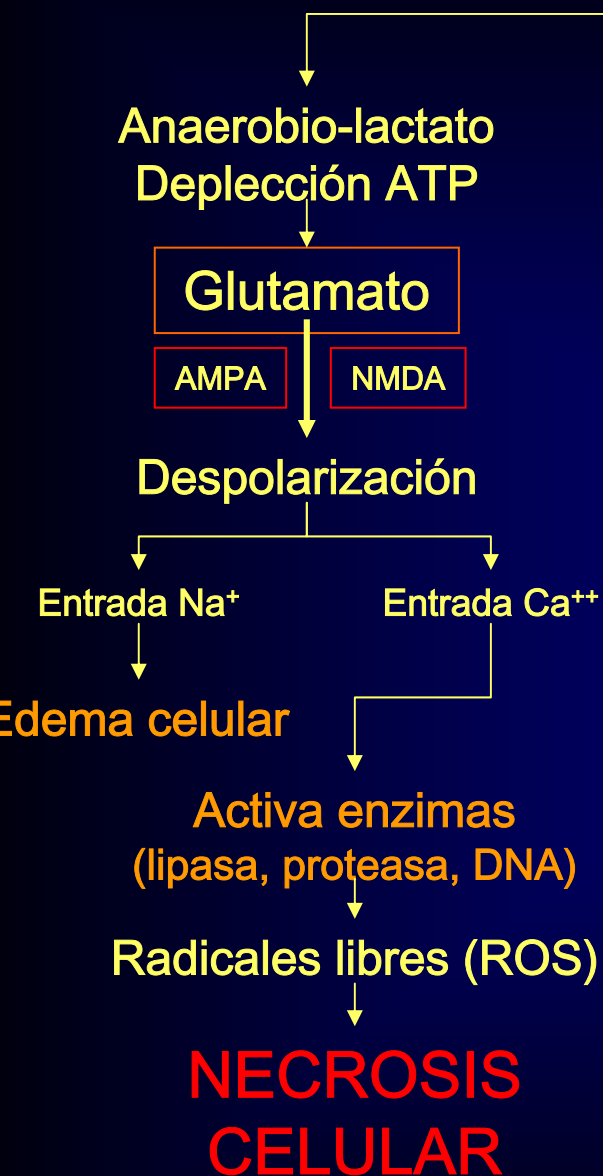 Anaerobio-lactato
Deplección ATP
Glutamato
AMPA NMDA
Despolarización
Entrada Na⁺ Entrada Ca⁺⁺
Edema celular
Activa enzimas
(lipasa, proteasa, DNA)
Radicales libres (ROS)
NECROSIS
CELULAR